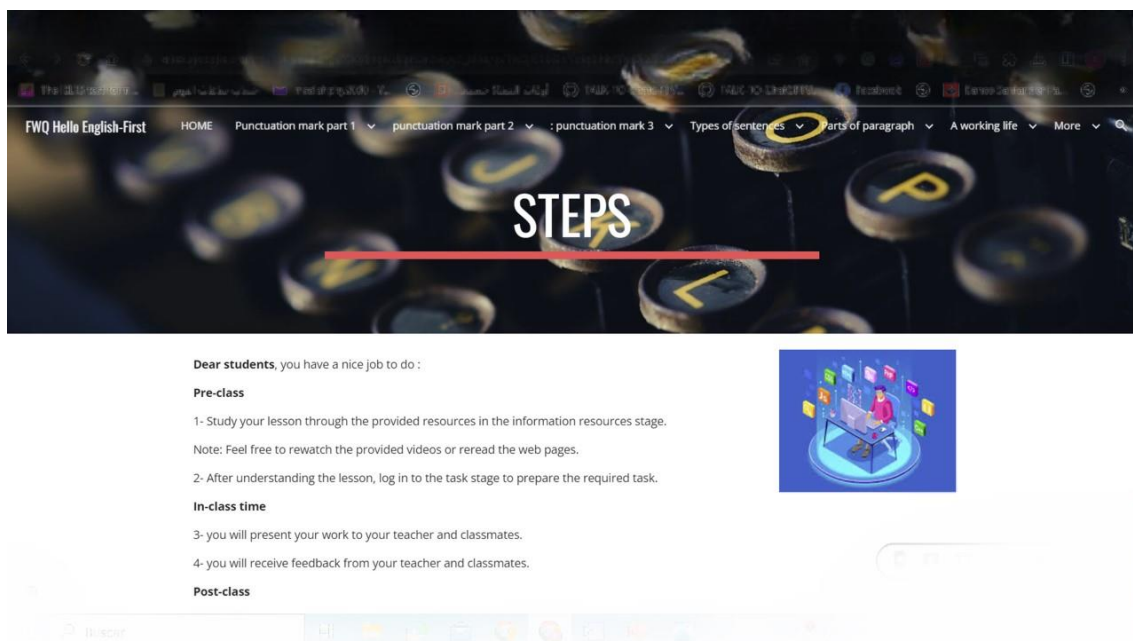 FWQ Hello English-First HOME Punctuation mark part 1 punctuation mark part 2 : punctuation mark 3 Types of sentences Parts of paragraph A working life More
STEPS
Dear students, you have a nice job to do :
Pre-class
1- Study your lesson through the provided resources in the information resources stage.
Note: Feel free to rewatch the provided videos or reread the web pages.
2- After understanding the lesson, log in to the task stage to prepare the required task.
In-class time
3- you will present your work to your teacher and classmates.
4- you will receive feedback from your teacher and classmates.
Post-class